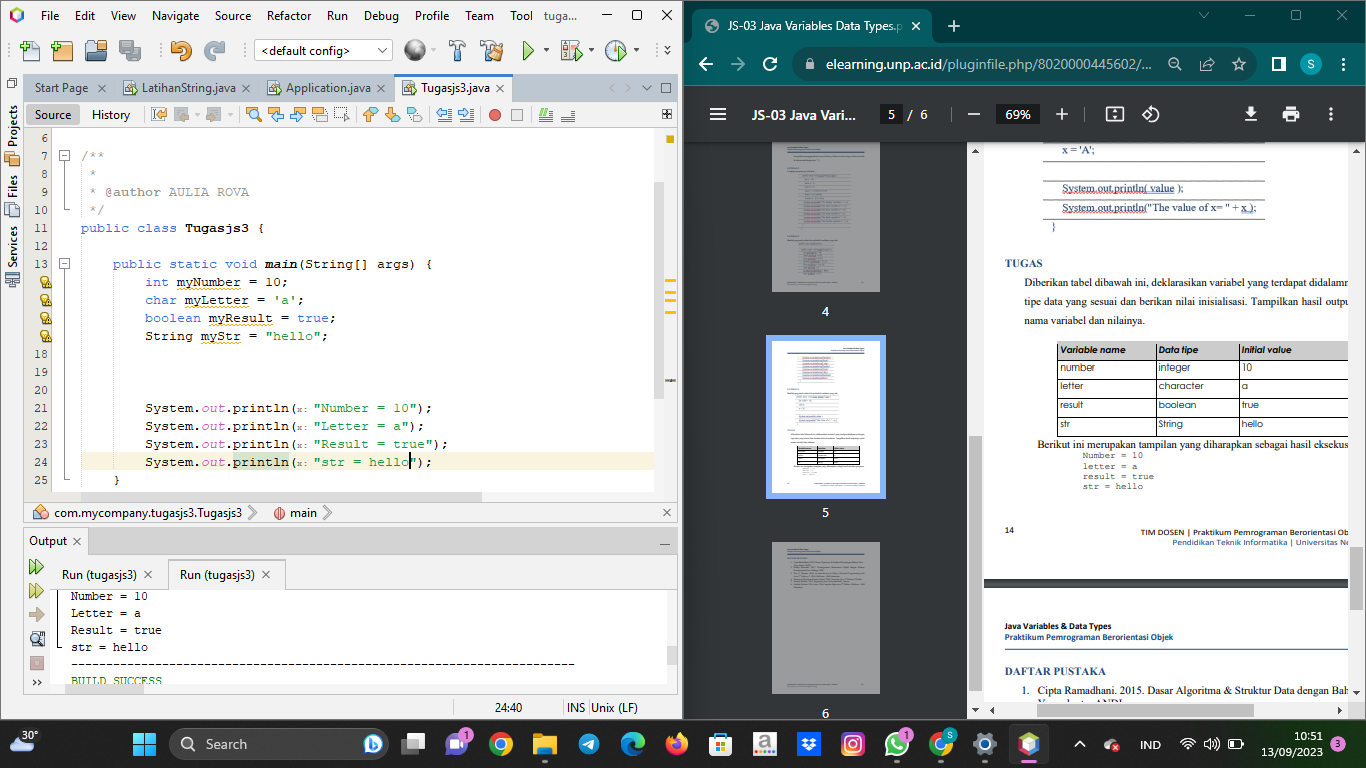 File Edit View Navigate Source Refactor Run Debug Profile Team Tool tuga...
<default config>
Start Page LatihanString.java Application.java Tugasjs3.java
Source History
Projects
Files
Services
6
7 /**
8 *
9 * @author AULIA ROVA
10 */
11 public class Tugasjs3 {
12
13 public static void main(String[] args) {
int myNumber = 10;
char myLetter = 'a';
boolean myResult = true;
String myStr = "hello";
18
19
20
21 System.out.println(x: "Number = 10");
22 System.out.println(x: "Letter = a");
23 System.out.println(x: "Result = true");
24 System.out.println(x: "str = hello");
25 }
com.mycompany.tugasjs3.Tugasjs3 main
Output
Run (tugasjs3) Run (tugasjs3)
Number = 10
Letter = a
Result = true
str = hello
------------------------------------------------------------------------
BUILD SUCCESS
24:40 INS Unix (LF)
JS-03 Java Variables Data Types.p
elearning.unp.ac.id/pluginfile.php/8020000445602/...
S
JS-03 Java Vari... 5 / 6 69%
4
5
6
x = 'A';
System.out.println( value );
System.out.println("The value of x= " + x );
}
TUGAS
Diberikan tabel dibawah ini, deklarasikan variabel yang terdapat didalamn
tipe data yang sesuai dan berikan nilai inisialisasi. Tampilkan hasil outpu
nama variabel dan nilainya.
Variable name Data tipe Initial value
number integer 10
letter character a
result boolean true
str String hello
Berikut ini merupakan tampilan yang diharapkan sebagai hasil eksekus
Number = 10
letter = a
result = true
str = hello
14 TIM DOSEN | Praktikum Pemrograman Berorientasi Ob
Pendidikan Teknik Informatika | Universitas Ne
Java Variables & Data Types
Praktikum Pemrograman Berorientasi Objek
DAFTAR PUSTAKA
1. Cipta Ramadhani. 2015. Dasar Algoritma & Struktur Data dengan Bah
30°
Search
1
a
1
S
IND
10:51
13/09/2023
3